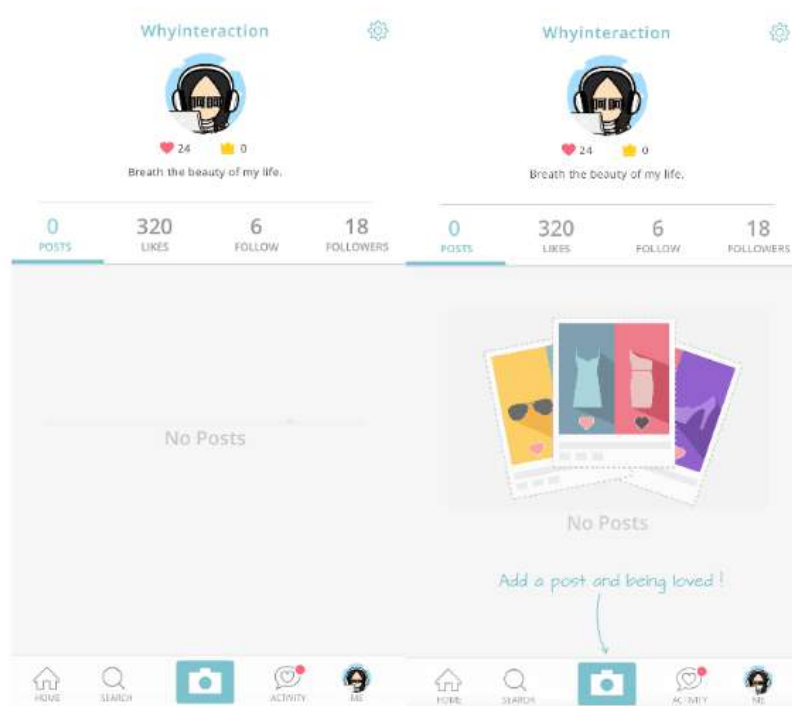 Whyinteraction
24 0
Breath the beauty of my life.
0 320 6 18
POSTS LIKES FOLLOW FOLLOWERS
No Posts
HOME SEARCH ACTIVITY ME
Whyinteraction
24 0
Breath the beauty of my life.
0 320 6 18
POSTS LIKES FOLLOW FOLLOWERS
No Posts
Add a post and being loved !
HOME SEARCH ACTIVITY ME